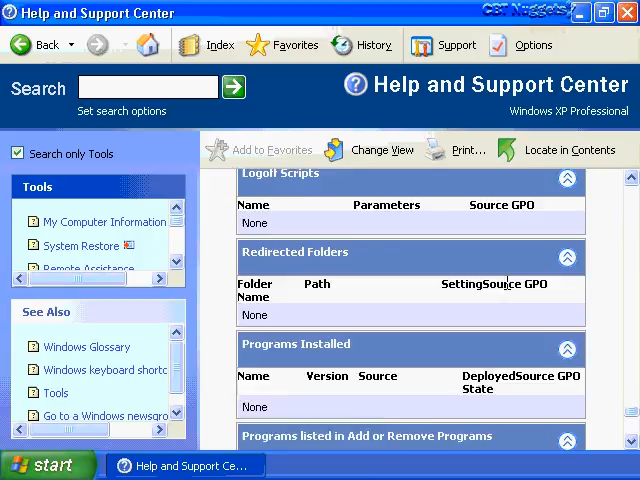 Help and Support Center
CBT Nuggets
Back
Index
Favorites
History
Support
Options
Search
Set search options
Help and Support Center
Windows XP Professional
Search only Tools
Add to Favorites
Change View
Print...
Locate in Contents
Tools
My Computer Information
System Restore
Remote Assistance
See Also
Windows Glossary
Windows keyboard shortc
Tools
Go to a Windows newsgro
Logoff Scripts
Name Parameters Source GPO
None
Redirected Folders
Folder Name Path Setting Source GPO
None
Programs Installed
Name Version Source Deployed State Source GPO
None
Programs listed in Add or Remove Programs
start
Help and Support Ce...